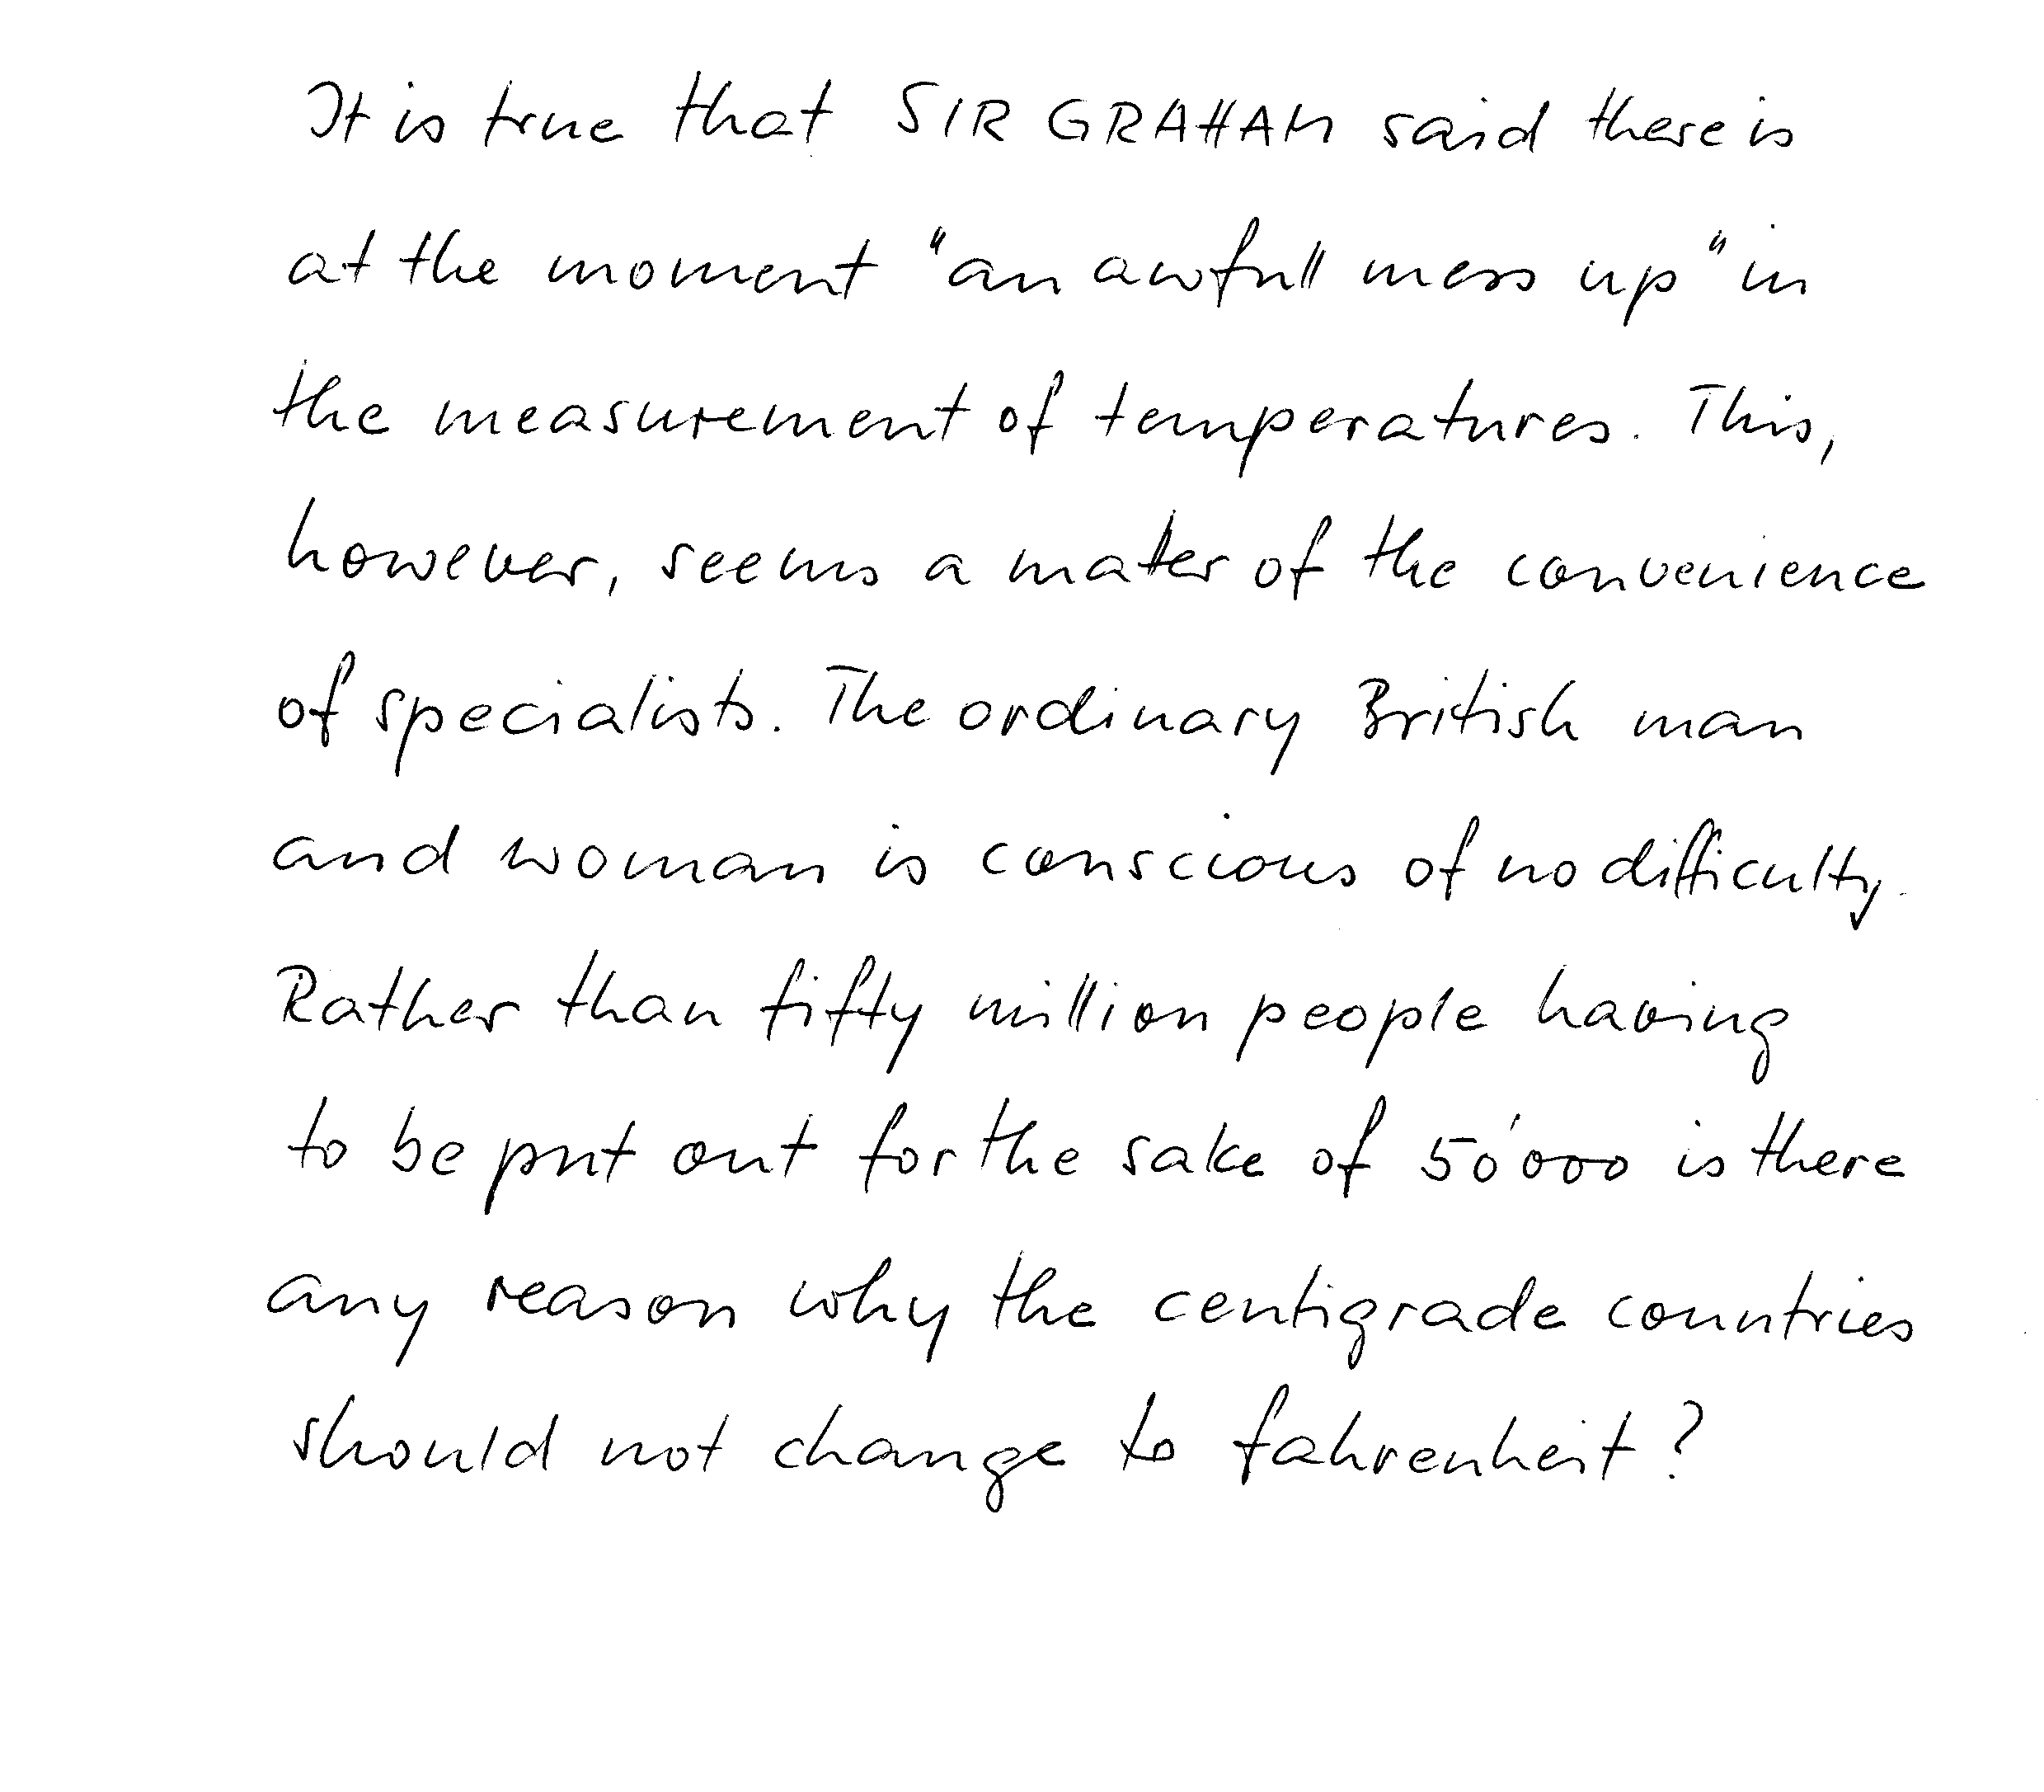 It is true that SIR GRAHAM said there is
at the moment "an awfull mess up" in
the measurement of temperatures. This,
however, seems a mater of the convenience
of specialists. The ordinary British man
and woman is conscious of no difficulty.
Rather than fifty million people having
to be put out for the sake of 50'000 is there
any reason why the centigrade countries
should not change to fahrenheit?